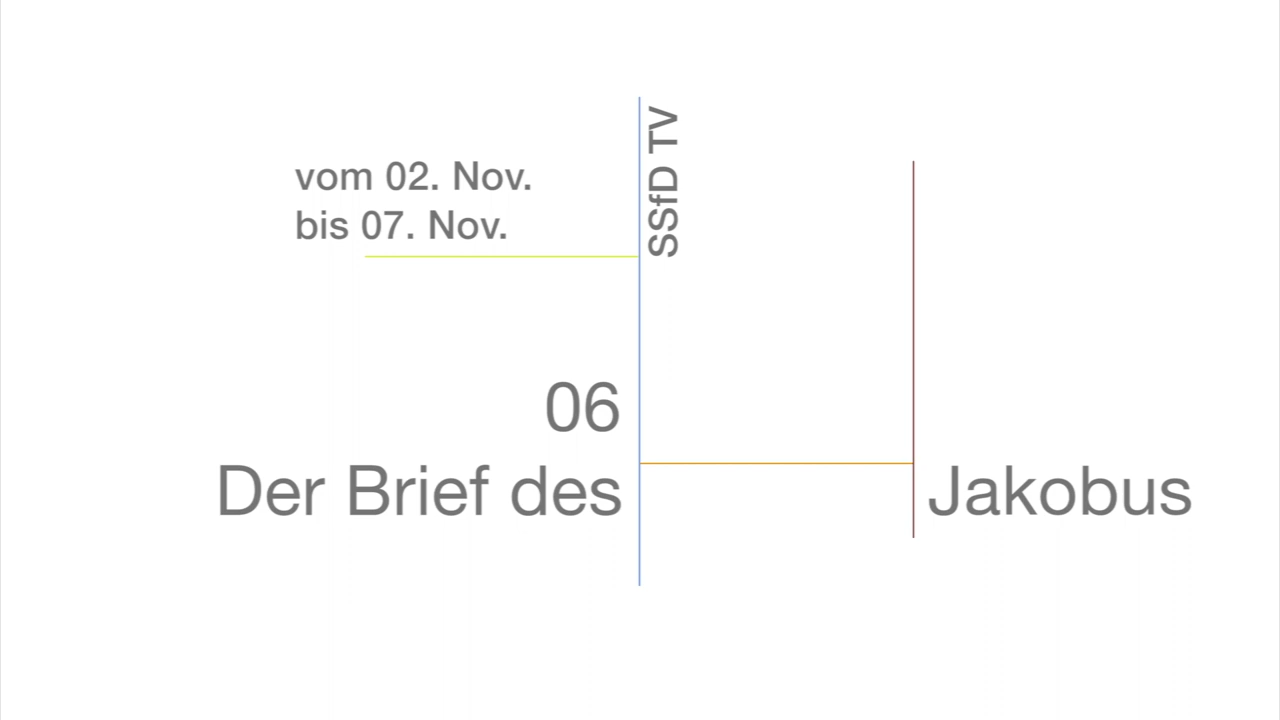 vom 02. Nov.
bis 07. Nov.
SSfD TV
06
Der Brief des Jakobus